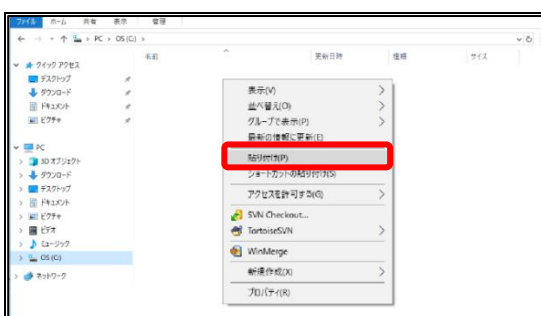 ファイル ホーム 共有 表示 管理
PC > OS (C:) >
名前 更新日時 種類 サイズ
クイック アクセス
デスクトップ
ダウンロード
ドキュメント
ピクチャ
PC
3D オブジェクト
ダウンロード
デスクトップ
ドキュメント
ピクチャ
ビデオ
ミュージック
OS (C:)
ネットワーク
表示(V)
並べ替え(O)
グループで表示(P)
最新の情報に更新(E)
貼り付け(P)
ショートカットの貼り付け(S)
アクセスを許可する(G)
SVN Checkout...
TortoiseSVN
WinMerge
新規作成(X)
プロパティ(R)